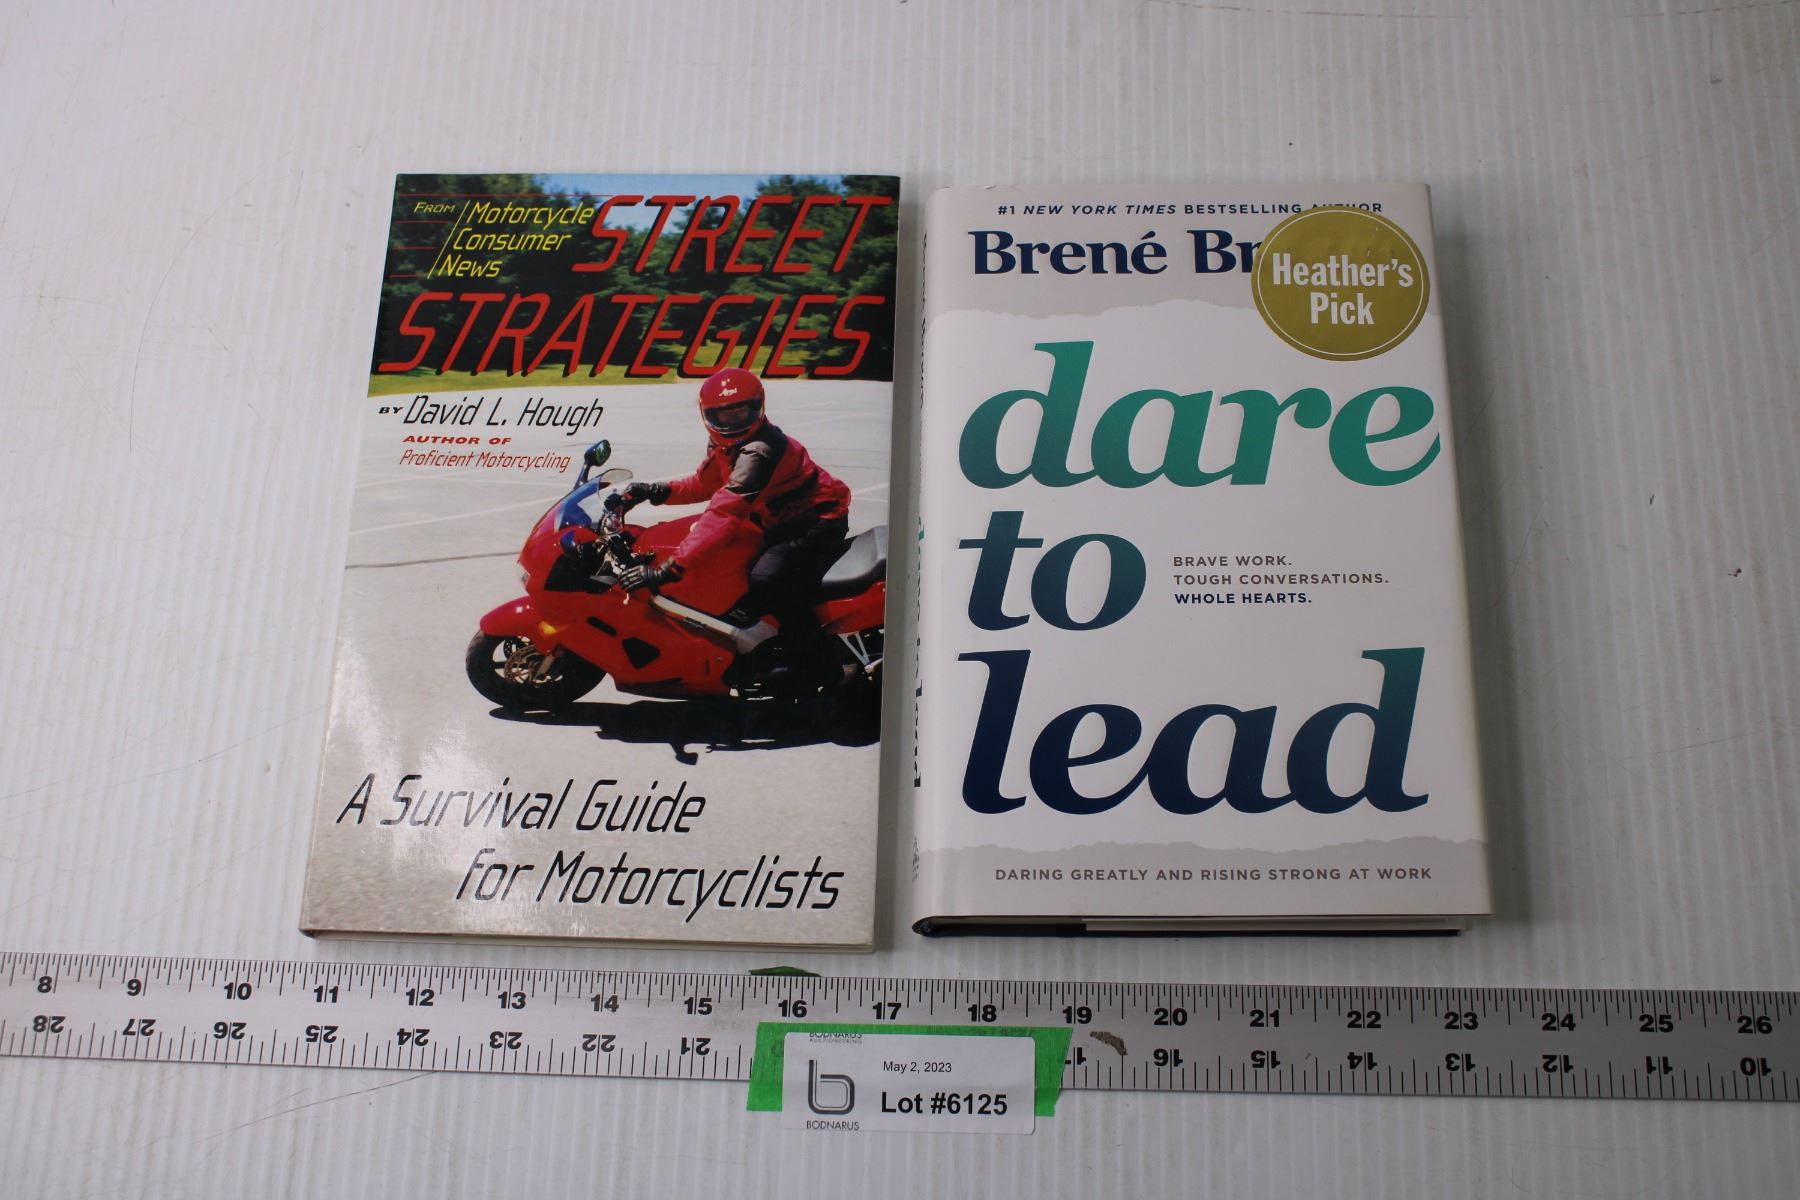 FROM Motorcycle
Consumer
News
STREET
STRATEGIES
BY David L. Hough
AUTHOR OF
Proficient Motorcycling
A Survival Guide
for Motorcyclists
#1 NEW YORK TIMES BESTSELLING AUTHOR
Brené Br
Heather's
Pick
dare
to
BRAVE WORK.
TOUGH CONVERSATIONS.
WHOLE HEARTS.
lead
DARING GREATLY AND RISING STRONG AT WORK
8 9 10 11 12 13 14 15 16 17 18 19 20 21 22 23 24 25 26
28 27 26 25 24 23 22 21 16 15 14 13 12 11 10
BODNARUS
AUCTIONEERING
May 2, 2023
Lot #6125
BODNARUS